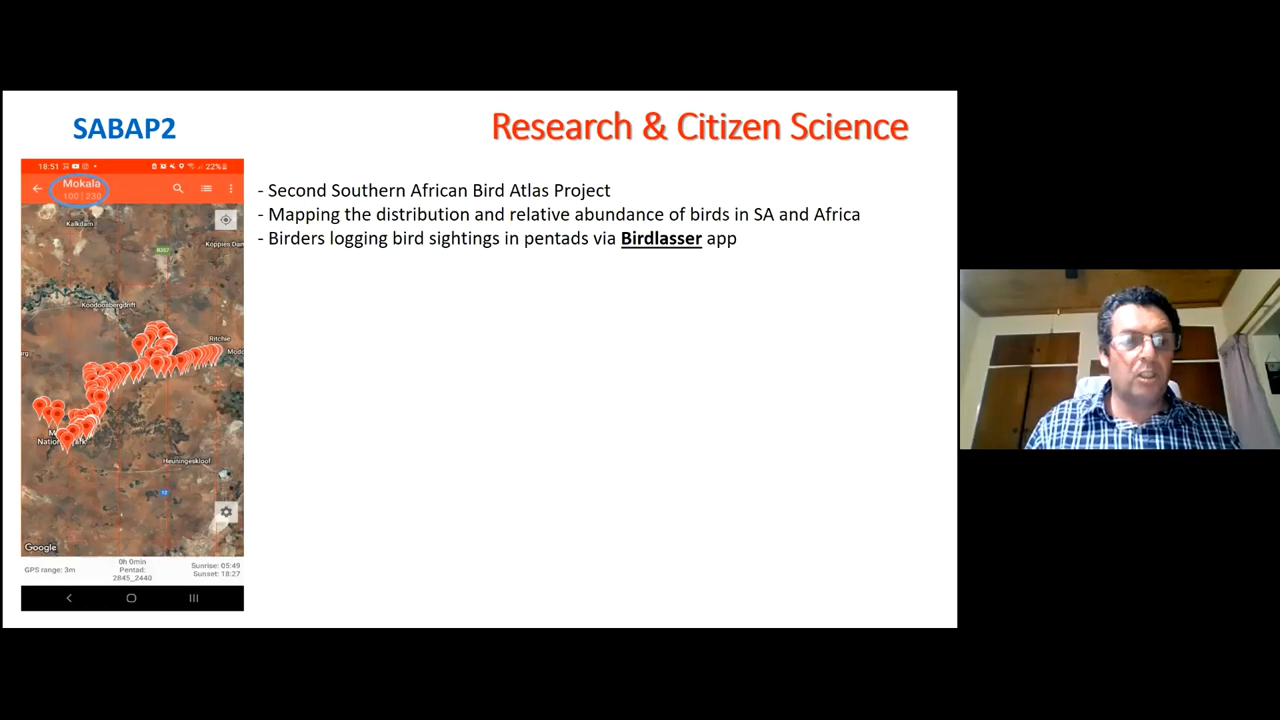 SABAP2
Research & Citizen Science
18:51
22%
Mokala
100 | 230
- Second Southern African Bird Atlas Project
- Mapping the distribution and relative abundance of birds in SA and Africa
- Birders logging bird sightings in pentads via Birdlasser app
Kalkdam
Koppies Dam
R357
Koodoosbergdrift
Ritchie
Heuningeskloof
12
Google
GPS range: 3m
0h 0min
Pentad:
2845_2440
Sunrise: 05:49
Sunset: 18:27